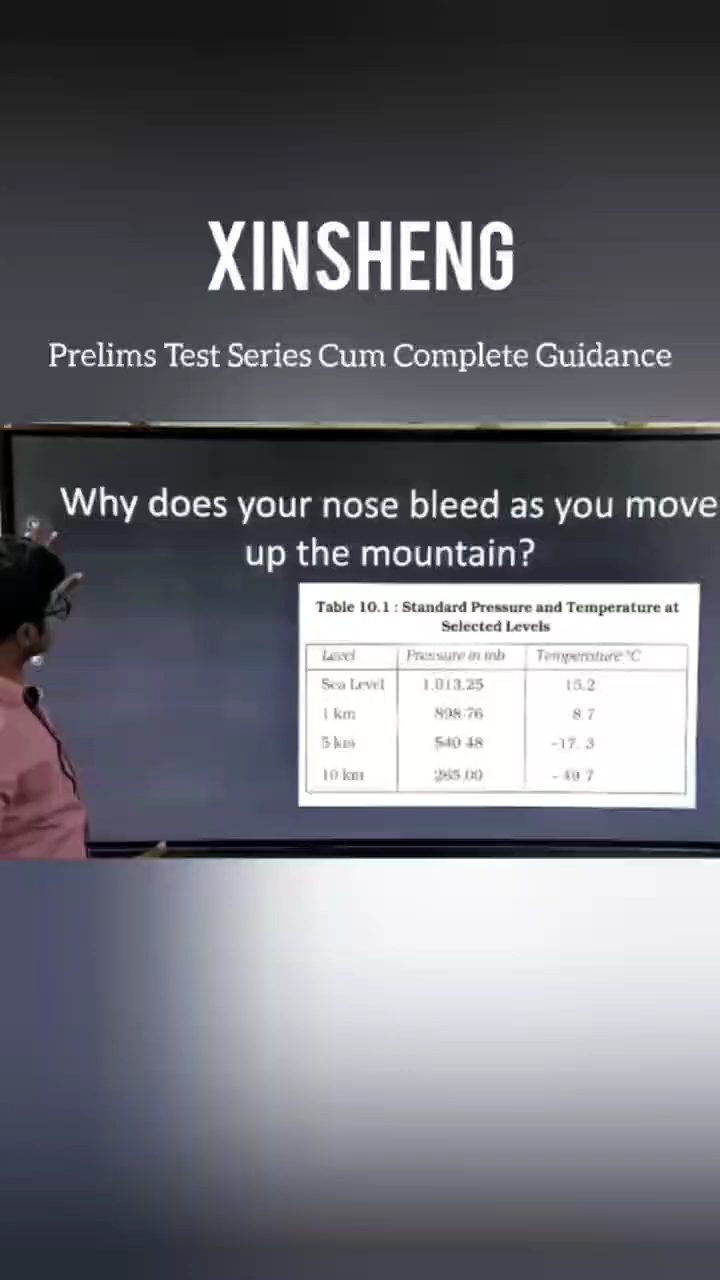 XINSHENG
Prelims Test Series Cum Complete Guidance
Why does your nose bleed as you move
up the mountain?
Table 10.1 : Standard Pressure and Temperature at
Selected Levels
Level Pressure in mb Temperature °C
Sea Level 1,013.25 15.2
1 km 898.76 8.7
5 km 540.48 -17. 3
10 km 265.00 - 49.7